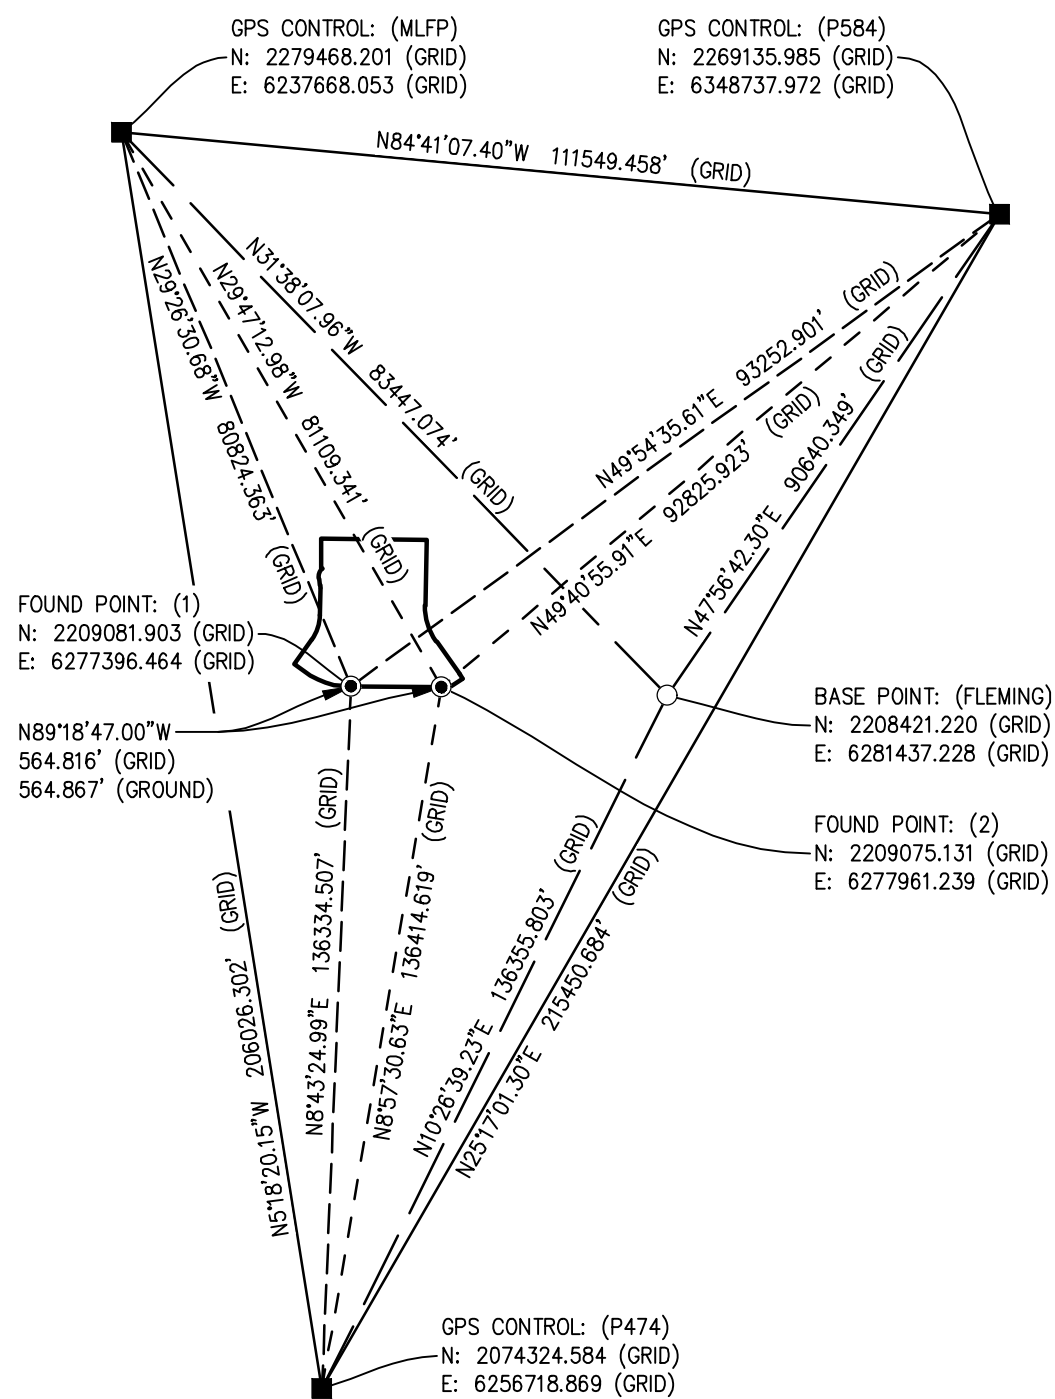 GPS CONTROL: (MLFP)
N: 2279468.201 (GRID)
E: 6237668.053 (GRID)
GPS CONTROL: (P584)
N: 2269135.985 (GRID)
E: 6348737.972 (GRID)
N84°41'07.40"W 111549.458' (GRID)
N29°26'30.68"W 80824.363' (GRID)
N29°47'12.98"W 81109.341' (GRID)
N31°38'07.96"W 83447.074' (GRID)
N49°54'35.61"E 93252.901' (GRID)
N49°40'55.91"E 92825.923' (GRID)
N47°56'42.30"E 90640.349' (GRID)
FOUND POINT: (1)
N: 2209081.903 (GRID)
E: 6277396.464 (GRID)
N89°18'47.00"W
564.816' (GRID)
564.867' (GROUND)
BASE POINT: (FLEMING)
N: 2208421.220 (GRID)
E: 6281437.228 (GRID)
FOUND POINT: (2)
N: 2209075.131 (GRID)
E: 6277961.239 (GRID)
N5°18'20.15"W 206026.302' (GRID)
N8°43'24.99"E 136334.507' (GRID)
N8°57'30.63"E 136414.619' (GRID)
N10°26'39.23"E 136355.803' (GRID)
N25°17'01.30"E 215450.684' (GRID)
GPS CONTROL: (P474)
N: 2074324.584 (GRID)
E: 6256718.869 (GRID)